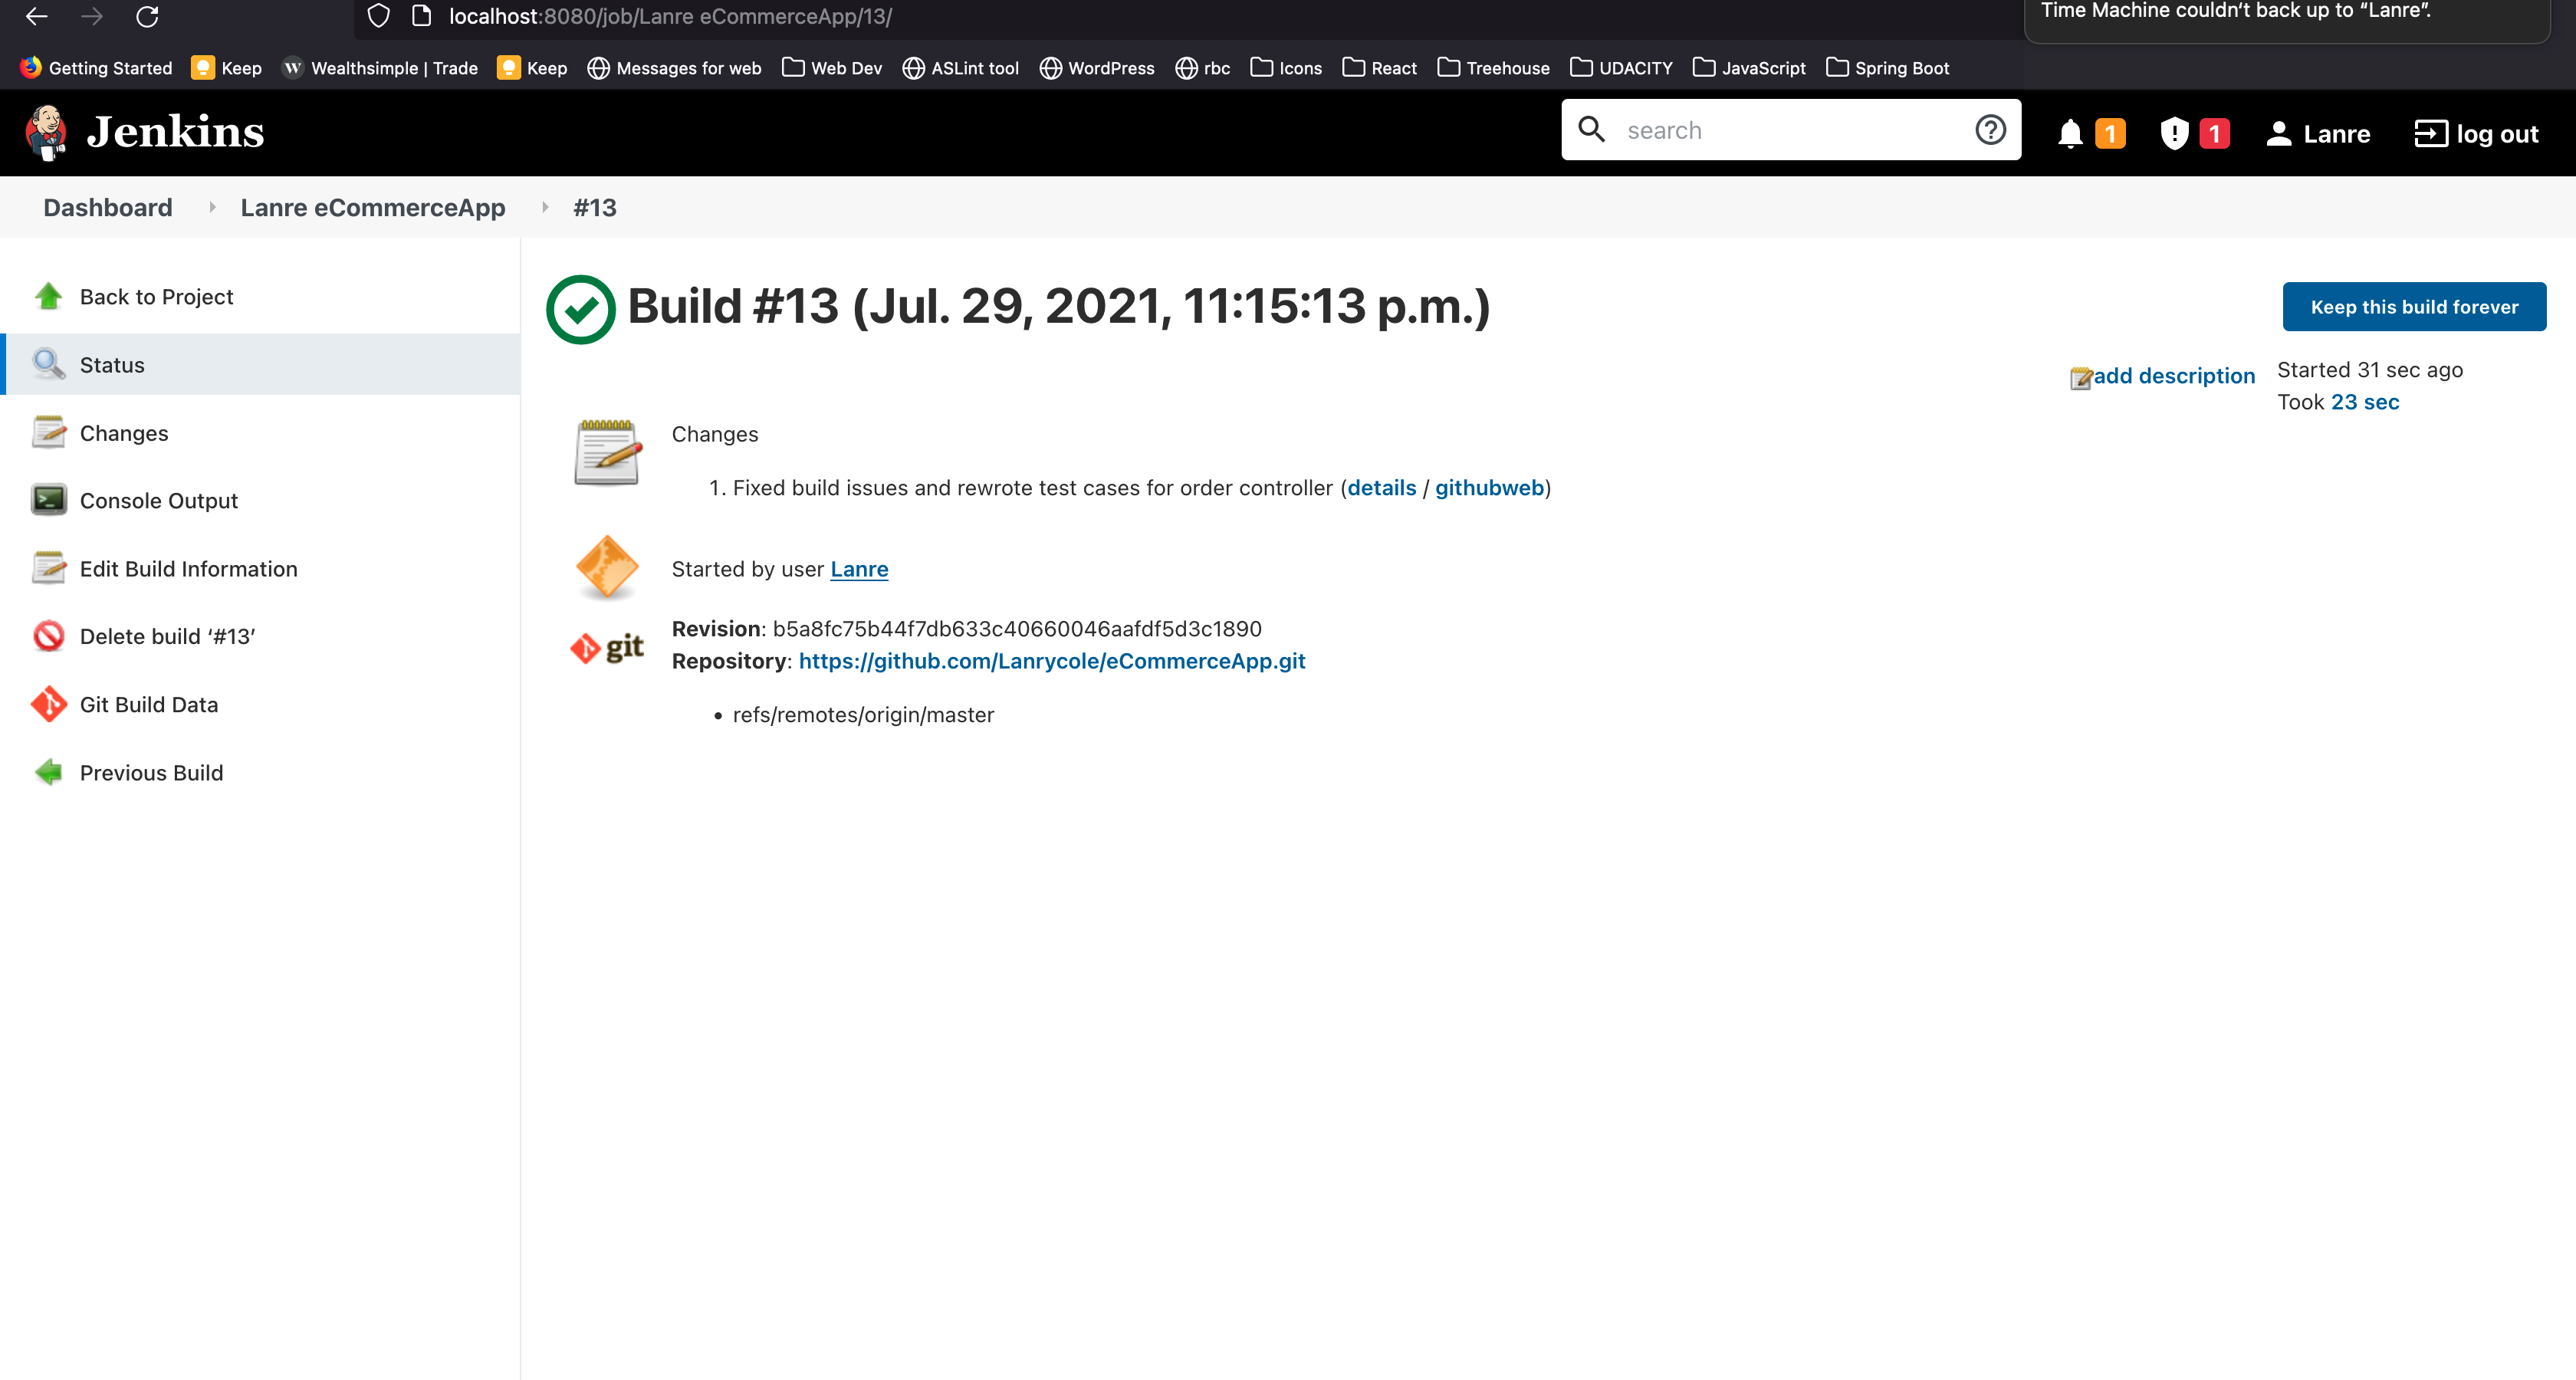 localhost:8080/job/Lanre eCommerceApp/13/
Time Machine couldn't back up to “Lanre”.
Getting Started Keep W Wealthsimple | Trade Keep Messages for web Web Dev ASLint tool WordPress rbc Icons React Treehouse UDACITY JavaScript Spring Boot
Jenkins search 1 1 Lanre log out
Dashboard Lanre eCommerceApp #13
Back to Project
Status
Changes
Console Output
Edit Build Information
Delete build ‘#13’
Git Build Data
Previous Build
Build #13 (Jul. 29, 2021, 11:15:13 p.m.)
Keep this build forever
add description
Started 31 sec ago
Took 23 sec
Changes
1. Fixed build issues and rewrote test cases for order controller (details / githubweb)
Started by user Lanre
git
Revision: b5a8fc75b44f7db633c40660046aafdf5d3c1890
Repository: https://github.com/Lanrycole/eCommerceApp.git
• refs/remotes/origin/master